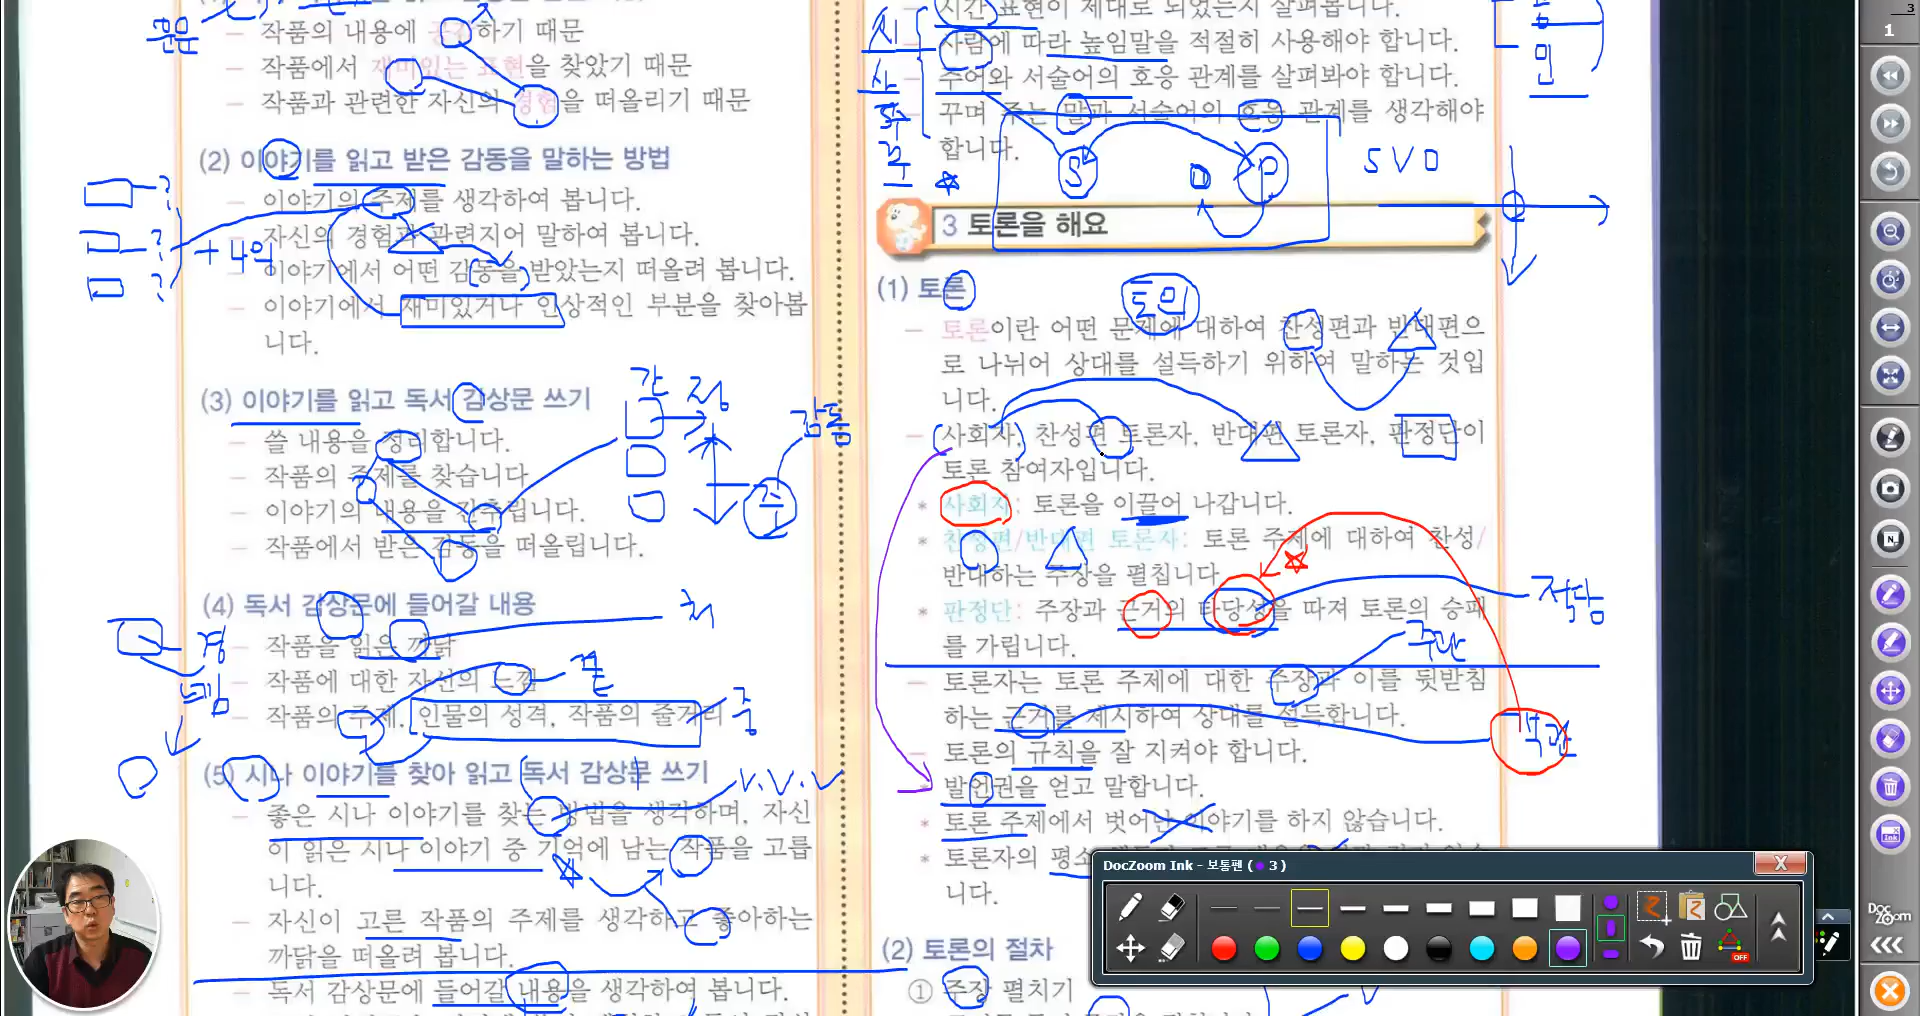 - 작품의 내용에 공감하기 때문
- 작품에서 재미있는 표현을 찾았기 때문
- 작품과 관련한 자신의 경험을 떠올리기 때문
(2) 이야기를 읽고 받은 감동을 말하는 방법
- 이야기의 주제를 생각하여 봅니다.
- 자신의 경험과 관련지어 말하여 봅니다.
- 이야기에서 어떤 감동을 받았는지 떠올려 봅니다.
- 이야기에서 재미있거나 인상적인 부분을 찾아봅
니다.
(3) 이야기를 읽고 독서 감상문 쓰기
- 쓸 내용을 정리합니다.
- 작품의 주제를 찾습니다
- 이야기의 내용을 간추립니다.
- 작품에서 받은 감동을 떠올립니다.
(4) 독서 감상문에 들어갈 내용
- 작품을 읽은 까닭
- 작품에 대한 자신의 느낌
- 작품의 주제, 인물의 성격, 작품의 줄거리
(5) 시나 이야기를 찾아 읽고 독서 감상문 쓰기
- 좋은 시나 이야기를 찾는 방법을 생각하며, 자신
이 읽은 시나 이야기 중 기억에 남는 작품을 고릅
니다.
- 자신이 고른 작품의 주제를 생각하고 좋아하는
까닭을 떠올려 봅니다.
- 독서 감상문에 들어갈 내용을 생각하여 봅니다.
+
?
?
?
감동
V.V.V
- 시간 표현이 제대로 되었는지 살펴봅니다.
- 사람에 따라 높임말을 적절히 사용해야 합니다.
- 주어와 서술어의 호응 관계를 살펴봐야 합니다.
- 꾸며 주는 말과 서술어의 호응 관계를 생각해야
합니다.
S O P
S V O
3 토론을 해요
(1) 토론
토의
- 토론이란 어떤 문제에 대하여 찬성편과 반대편으
로 나뉘어 상대를 설득하기 위하여 말하는 것입
니다.
- 사회자, 찬성편 토론자, 반대편 토론자, 판정단이
토론 참여자입니다.
* 사회자: 토론을 이끌어 나갑니다.
* 찬성편/반대편 토론자: 토론 주제에 대하여 찬성/
반대하는 주장을 펼칩니다
* 판정단: 주장과 근거의 타당성을 따져 토론의 승패
를 가립니다.
- 토론자는 토론 주제에 대한 주장과 이를 뒷받침
하는 근거를 제시하여 상대를 설득합니다.
- 토론의 규칙을 잘 지켜야 합니다.
* 발언권을 얻고 말합니다.
* 토론 주제에서 벗어난 이야기를 하지 않습니다.
* 토론자의 평소
니다.
(2) 토론의 절차
① 주장 펼치기
DocZoom Ink - 보통펜 ( 3 )
OFF
Doc
Zoom
3
1
N
Ink